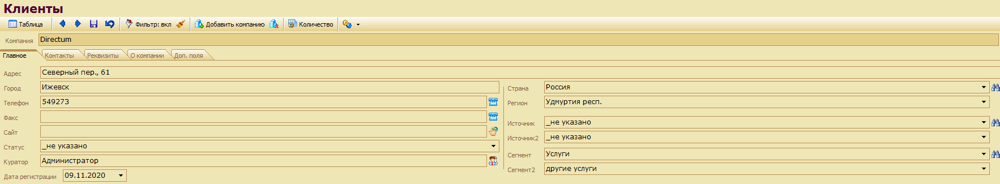 Клиенты
Таблица Фильтр: вкл Добавить компанию Количество
Компания Directum
Главное Контакты Реквизиты О компании Доп. поля
Адрес Северный пер., 61
Город Ижевск Страна Россия
Телефон 549273 Регион Удмуртия респ.
Факс Источник _не указано
Сайт Источник2 _не указано
Статус _не указано Сегмент Услуги
Куратор Администратор Сегмент2 другие услуги
Дата регистрации 09.11.2020